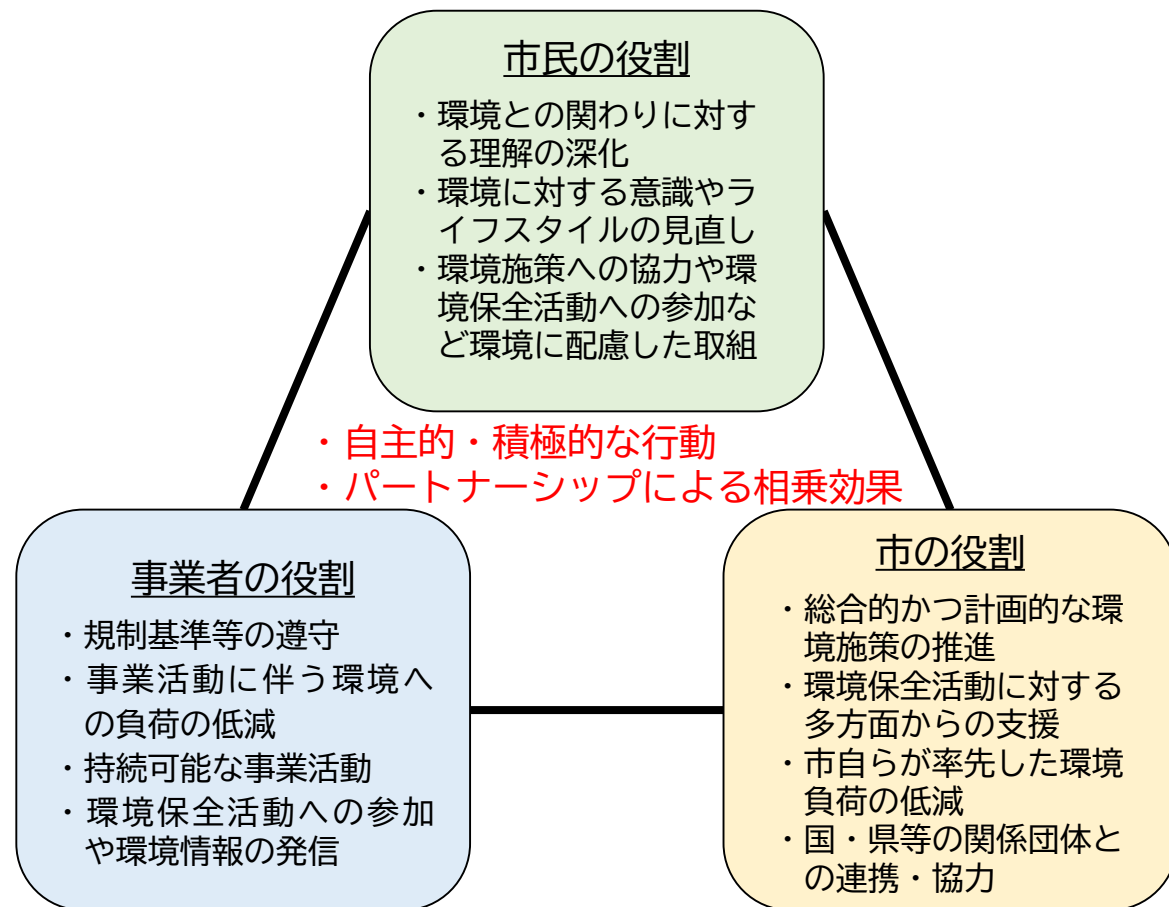 市民の役割
・環境との関わりに対す
る理解の深化
・環境に対する意識やラ
イフスタイルの見直し
・環境施策への協力や環
境保全活動への参加な
ど環境に配慮した取組
・自主的・積極的な行動
・パートナーシップによる相乗効果
事業者の役割
・規制基準等の遵守
・事業活動に伴う環境へ
の負荷の低減
・持続可能な事業活動
・環境保全活動への参加
や環境情報の発信
市の役割
・総合的かつ計画的な環
境施策の推進
・環境保全活動に対する
多方面からの支援
・市自らが率先した環境
負荷の低減
・国・県等の関係団体と
の連携・協力